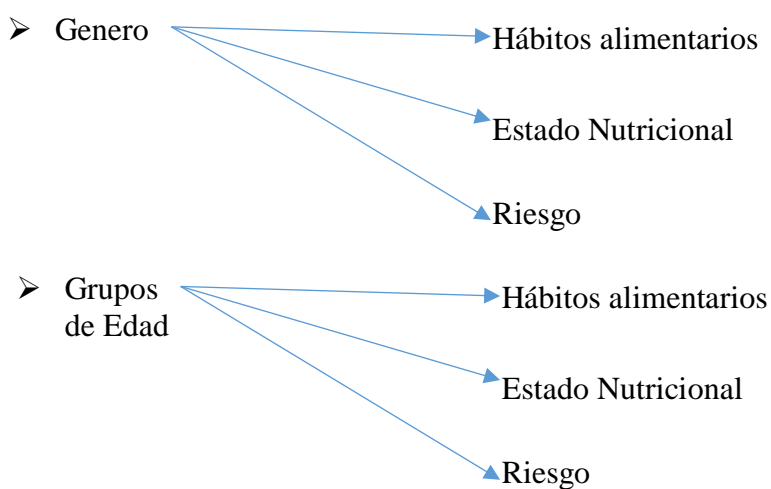 ➢ Genero
Hábitos alimentarios
Estado Nutricional
Riesgo
➢ Grupos
de Edad
Hábitos alimentarios
Estado Nutricional
Riesgo